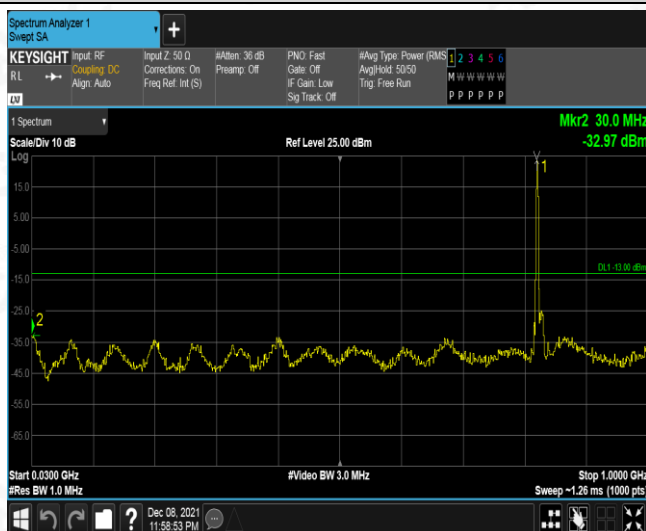 Spectrum Analyzer 1
Swept SA
+
KEYSIGHT
RL
LXI
Input: RF
Coupling: DC
Align: Auto
Input Z: 50 Ω
Corrections: On
Freq Ref: Int (S)
#Atten: 36 dB
Preamp: Off
PNO: Fast
Gate: Off
IF Gain: Low
Sig Track: Off
#Avg Type: Power (RMS
Avg|Hold: 50/50
Trig: Free Run
1 2 3 4 5 6
M W W W W W
P P P P P P
1 Spectrum
Mkr2 30.0 MHz
-32.97 dBm
Scale/Div 10 dB
Ref Level 25.00 dBm
Log
1
15.0
5.00
-5.00
DL1 -13.00 dBm
-15.0
-25.0
2
-35.0
-45.0
-55.0
-65.0
Start 0.0300 GHz
#Video BW 3.0 MHz
Stop 1.0000 GHz
#Res BW 1.0 MHz
Sweep ~1.26 ms (1000 pts)
?
Dec 08, 2021
11:58:53 PM